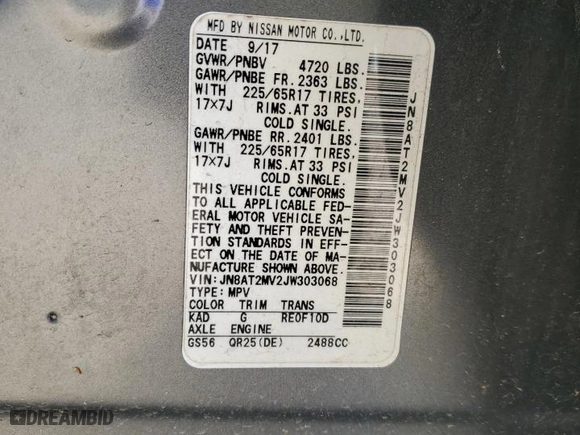 MFD BY NISSAN MOTOR CO.,LTD.
DATE 9/17
GVWR/PNBV 4720 LBS.
GAWR/PNBE FR. 2363 LBS.
WITH 225/65R17 TIRES,
17×7J RIMS.AT 33 PSI
COLD SINGLE.
GAWR/PNBE RR. 2401 LBS.
WITH 225/65R17 TIRES,
17×7J RIMS.AT 33 PSI
COLD SINGLE.
THIS VEHICLE CONFORMS
TO ALL APPLICABLE FED-
ERAL MOTOR VEHICLE SA-
FETY AND THEFT PREVEN-
TION STANDARDS IN EFF-
ECT ON THE DATE OF MA-
NUFACTURE SHOWN ABOVE.
VIN:JN8AT2MV2JW303068
TYPE:MPV
COLOR TRIM TRANS
KAD G RE0F10D
AXLE ENGINE
GS56 QR25(DE) 2488CC
JN8AT2MV2JW303068
DREAMBID